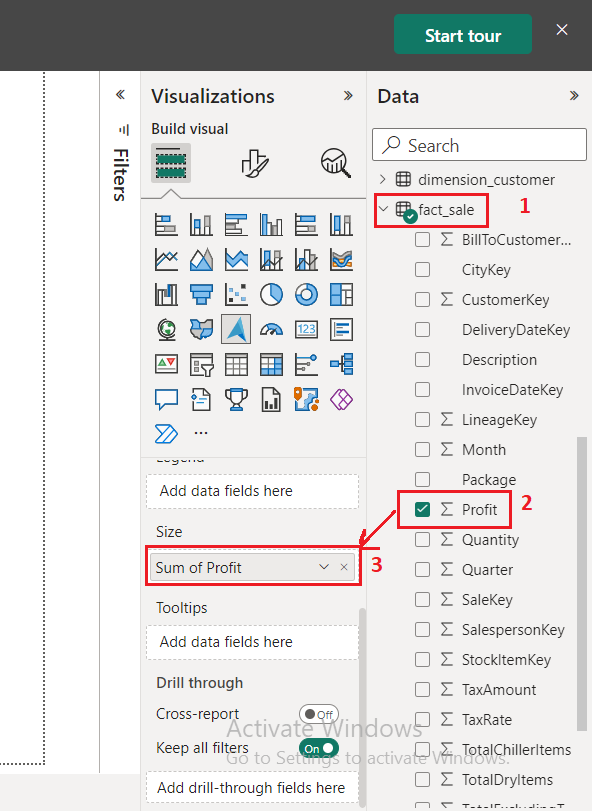 Start tour
Visualizations
Build visual
Filters
123
Legend
Add data fields here
Size
Sum of Profit
3
Tooltips
Add data fields here
Drill through
Cross-report
Off
Keep all filters
On
Add drill-through fields here
Data
Search
dimension_customer
fact_sale
1
BillToCustomer...
CityKey
CustomerKey
DeliveryDateKey
Description
InvoiceDateKey
LineageKey
Month
Package
Profit
2
Quantity
Quarter
SaleKey
SalespersonKey
StockItemKey
TaxAmount
TaxRate
TotalChillerItems
TotalDryItems
TotalExcludingT...
Activate Windows
Go to Settings to activate Windows.